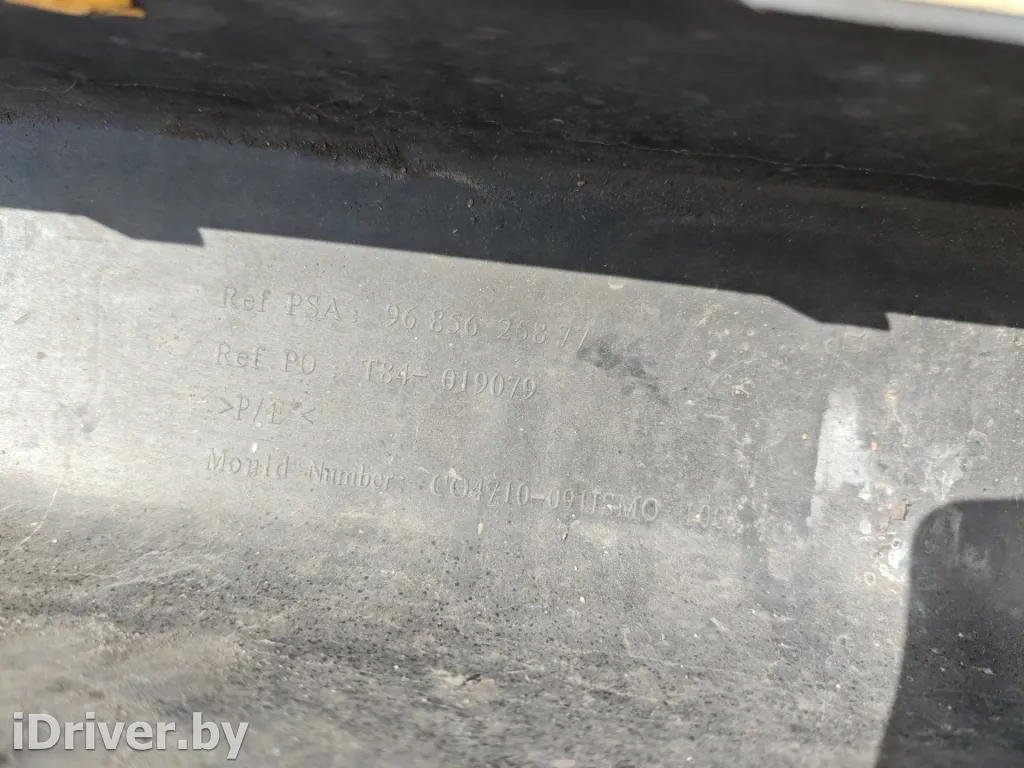 Ref PSA : 96 856 258 77
Ref PO : T84- 019079
>P/E<
Mould Number:
iDriver.by